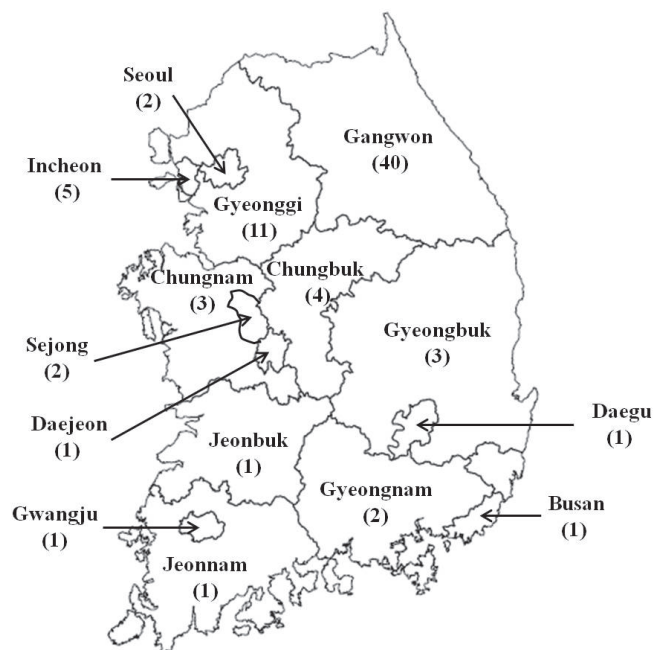 Seoul
(2)
Gangwon
(40)
Incheon
(5)
Gyeonggi
(11)
Chungnam
(3)
Chungbuk
(4)
Gyeongbuk
(3)
Sejong
(2)
Daejeon
(1)
Daegu
(1)
Jeonbuk
(1)
Gyeongnam
(2)
Busan
(1)
Gwangju
(1)
Jeonnam
(1)